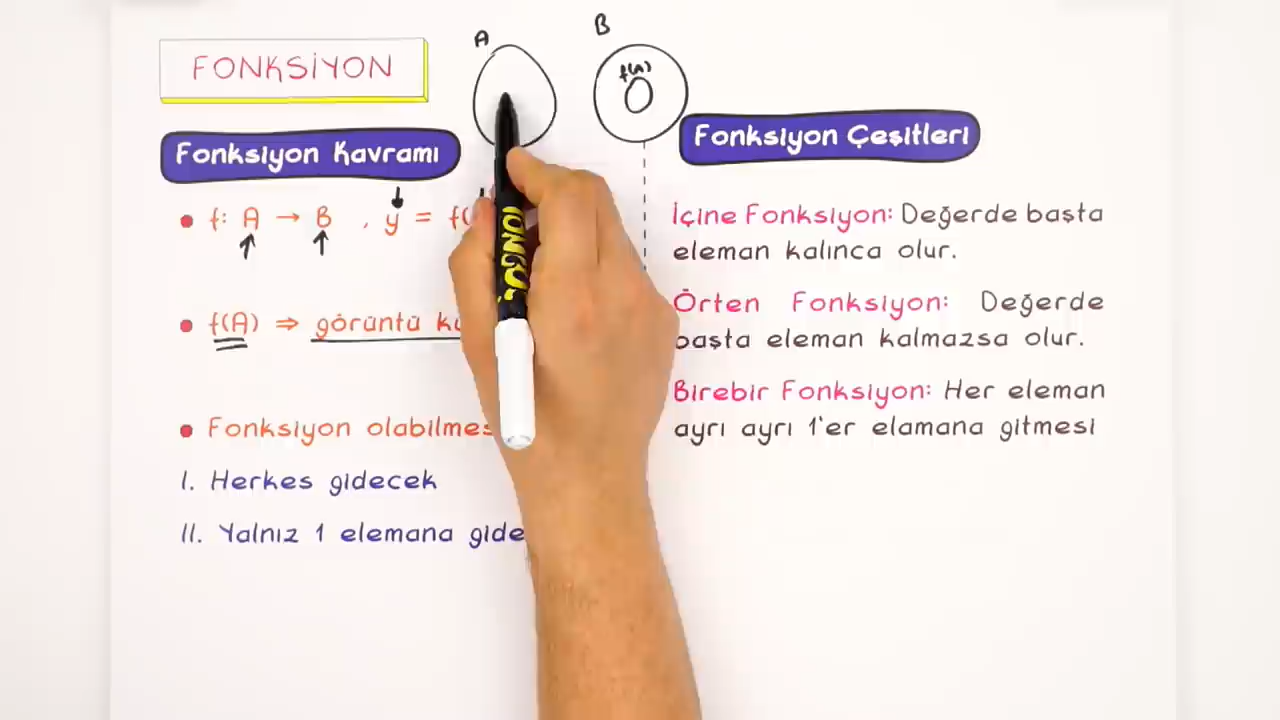 FONKSİYON
A
B
f(A)
Fonksiyon Kavramı
f: A → B , y = f(
f(A) ⇒ görüntü kü
Fonksiyon olabilmes
I. Herkes gidecek
II. Yalnız 1 elemana gide
TONGUÇ
Fonksiyon Çeşitleri
İçine Fonksiyon: Değerde başta
eleman kalınca olur.
Örten Fonksiyon: Değerde
başta eleman kalmazsa olur.
Birebir Fonksiyon: Her eleman
ayrı ayrı 1'er elamana gitmesi